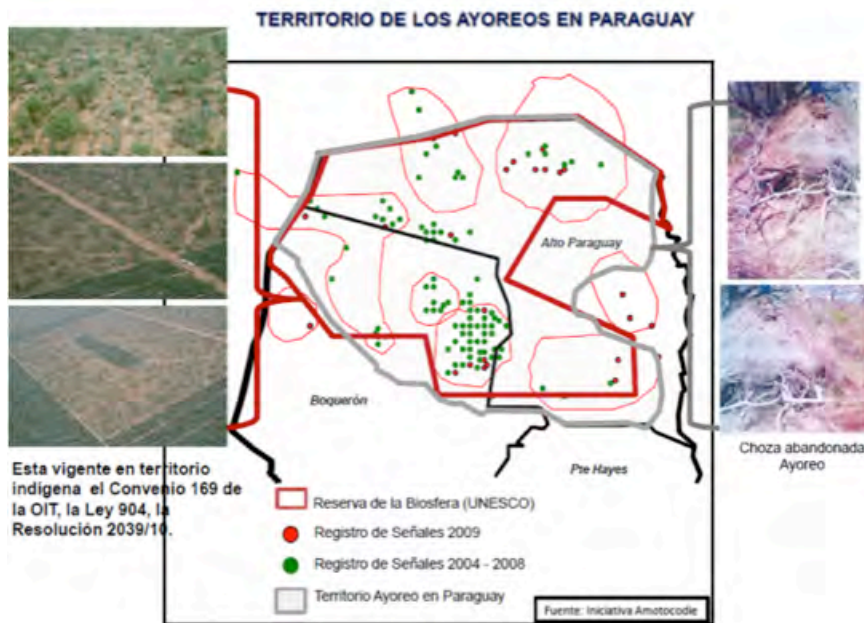 TERRITORIO DE LOS AYOREOS EN PARAGUAY
Alto Paraguay
Boquerón
Pte Hayes
Esta vigente en territorio
indígena el Convenio 169 de
la OIT, la Ley 904, la
Resolución 2039/10.
Choza abandonada
Ayoreo
Reserva de la Biosfera (UNESCO)
Registro de Señales 2009
Registro de Señales 2004 - 2008
Territorio Ayoreo en Paraguay
Fuente: Iniciativa Amotocodie